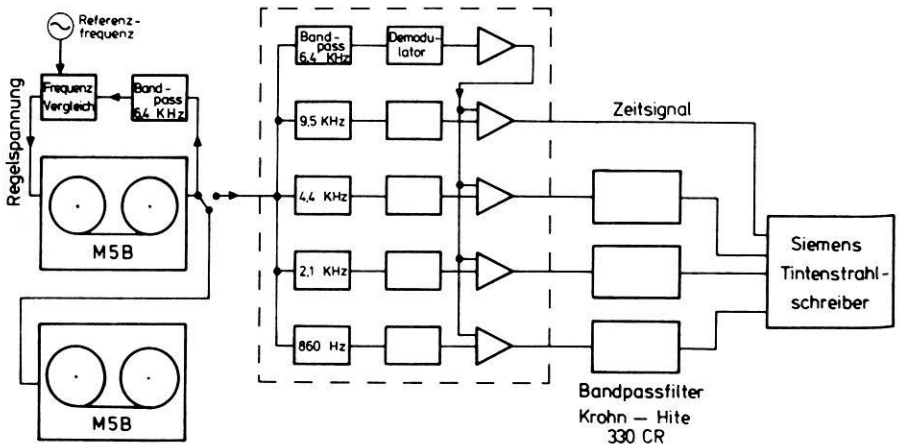 Referenz-
frequenz
Frequenz
Vergleich
Band-
pass
6,4 KHz
Regelspannung
M5B
M5B
Band-
pass
6,4 KHz
Demodu-
lator
9,5 KHz
4,4 KHz
2,1 KHz
860 Hz
Zeitsignal
Bandpassfilter
Krohn – Hite
330 CR
Siemens
Tintenstrahl-
schreiber